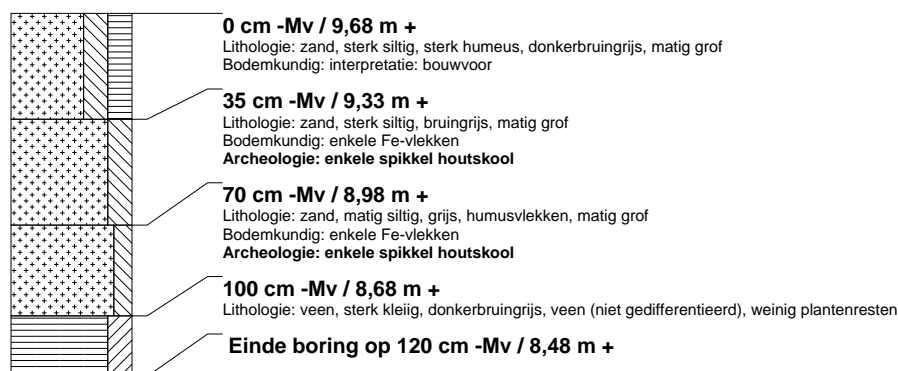 0 cm -Mv / 9,68 m +
Lithologie: zand, sterk siltig, sterk humeus, donkerbruingrijs, matig grof
Bodemkundig: interpretatie: bouwvoor
35 cm -Mv / 9,33 m +
Lithologie: zand, sterk siltig, bruingrijs, matig grof
Bodemkundig: enkele Fe-vlekken
Archeologie: enkele spikkel houtskool
70 cm -Mv / 8,98 m +
Lithologie: zand, matig siltig, grijs, humusvlekken, matig grof
Bodemkundig: enkele Fe-vlekken
Archeologie: enkele spikkel houtskool
100 cm -Mv / 8,68 m +
Lithologie: veen, sterk kleiig, donkerbruingrijs, veen (niet gedifferentieerd), weinig plantenresten
Einde boring op 120 cm -Mv / 8,48 m +